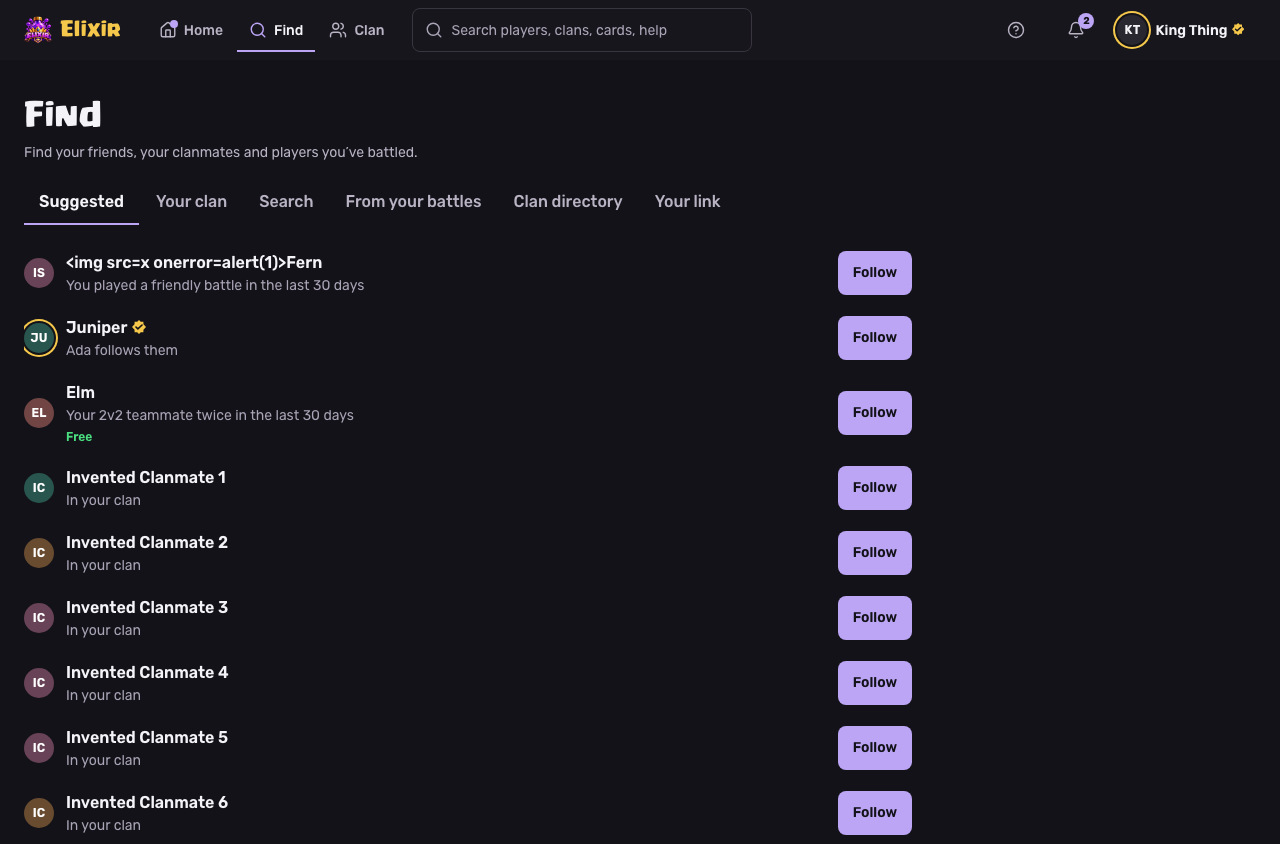 Elixir
Home
Find
Clan
Search players, clans, cards, help
2
KT
King Thing
Find
Find your friends, your clanmates and players you've battled.
Suggested
Your clan
Search
From your battles
Clan directory
Your link
IS
<img src=x onerror=alert(1)>Fern
You played a friendly battle in the last 30 days
Follow
JU
Juniper
Ada follows them
Follow
EL
Elm
Your 2v2 teammate twice in the last 30 days
Free
Follow
IC
Invented Clanmate 1
In your clan
Follow
IC
Invented Clanmate 2
In your clan
Follow
IC
Invented Clanmate 3
In your clan
Follow
IC
Invented Clanmate 4
In your clan
Follow
IC
Invented Clanmate 5
In your clan
Follow
IC
Invented Clanmate 6
In your clan
Follow